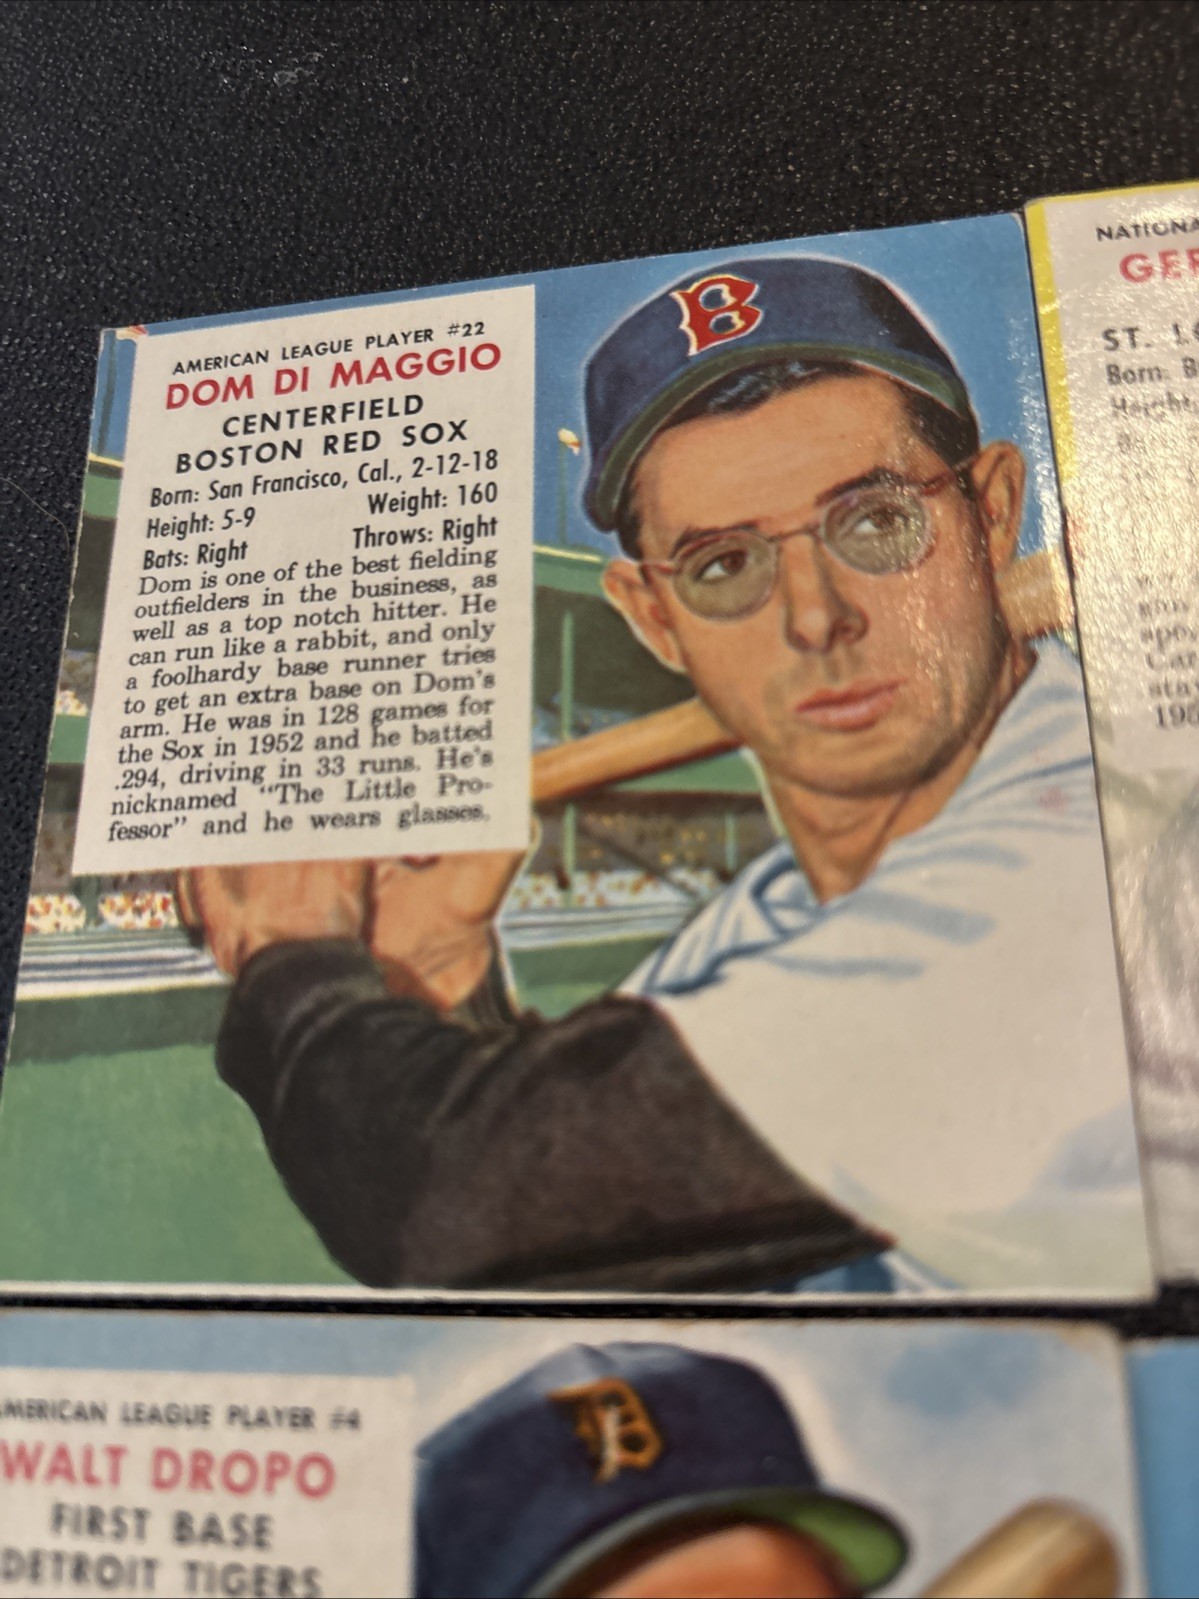 AMERICAN LEAGUE PLAYER #22
DOM DI MAGGIO
CENTERFIELD
BOSTON RED SOX
Born: San Francisco, Cal., 2-12-18
Height: 5-9 Weight: 160
Bats: Right Throws: Right
Dom is one of the best fielding
outfielders in the business, as
well as a top notch hitter. He
can run like a rabbit, and only
a foolhardy base runner tries
to get an extra base on Dom's
arm. He was in 128 games for
the Sox in 1952 and he batted
.294, driving in 33 runs. He's
nicknamed "The Little Pro-
fessor" and he wears glasses.
B
NATIONA
GER
ST. L
Born: B
Height
AMERICAN LEAGUE PLAYER #4
WALT DROPO
FIRST BASE
DETROIT TIGERS
D